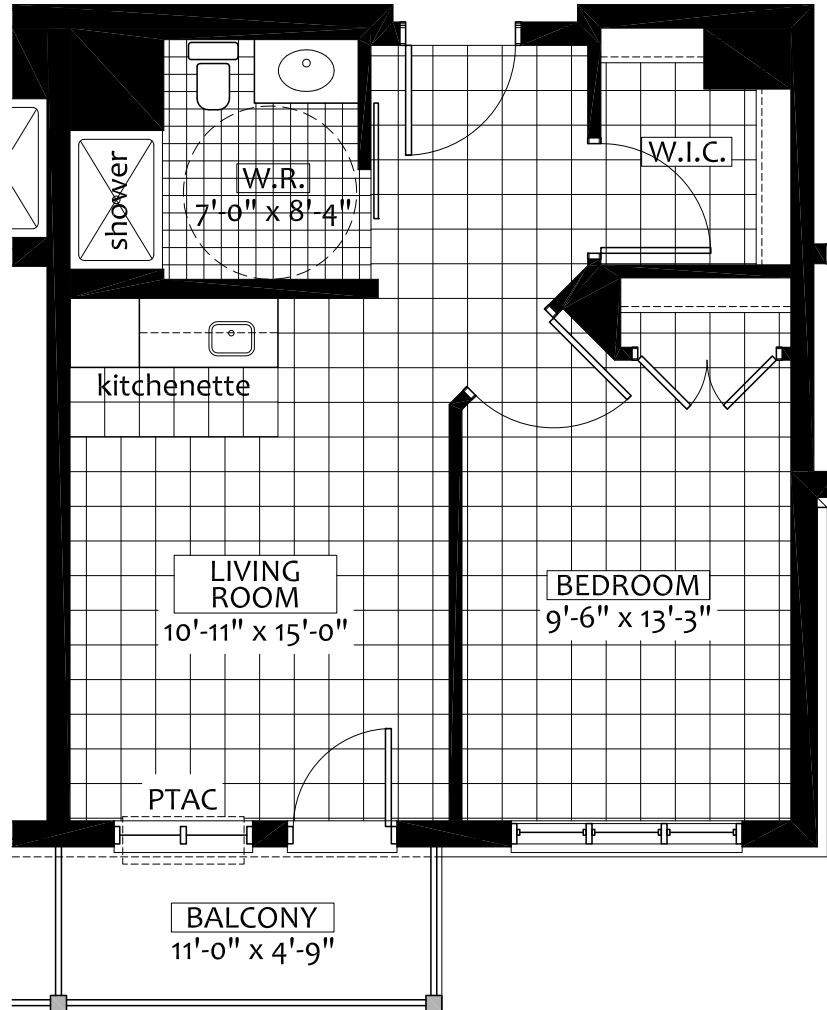 W.I.C.
shower
W.R.
7'-0" x 8'-4"
kitchenette
LIVING
ROOM
10'-11" x 15'-0"
BEDROOM
9'-6" x 13'-3"
PTAC
BALCONY
11'-0" x 4'-9"